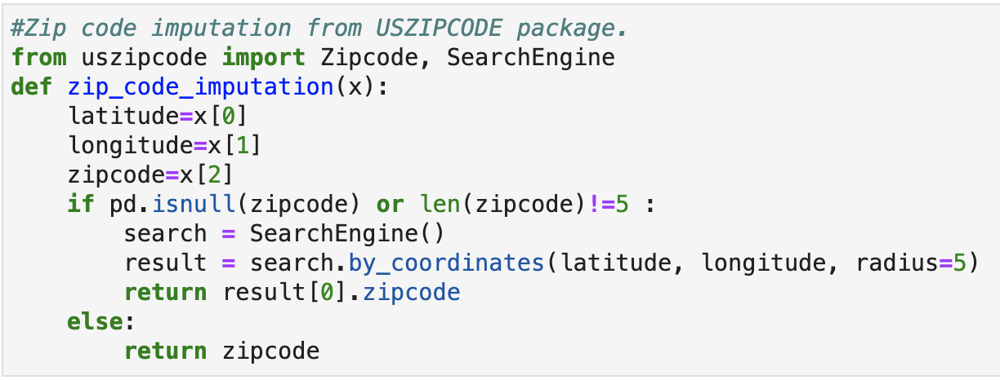 #Zip code imputation from USZIPCODE package.
from uszipcode import Zipcode, SearchEngine
def zip_code_imputation(x):
    latitude=x[0]
    longitude=x[1]
    zipcode=x[2]
    if pd.isnull(zipcode) or len(zipcode)!=5 :
        search = SearchEngine()
        result = search.by_coordinates(latitude, longitude, radius=5)
        return result[0].zipcode
    else:
        return zipcode